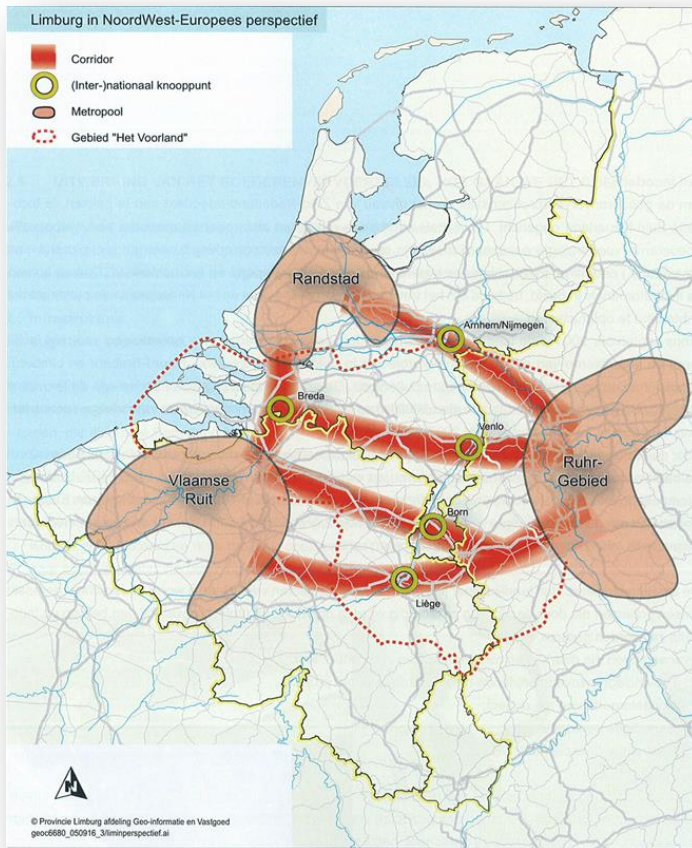 Limburg in NoordWest-Europees perspectief
Corridor
(Inter-)nationaal knooppunt
Metropool
Gebied "Het Voorland"
Randstad
Arnhem/Nijmegen
Breda
Venlo
Vlaamse
Ruit
Ruhr-
Gebied
Born
Liège
N
© Provincie Limburg afdeling Geo-informatie en Vastgoed
geoc6680_050916_3/liminperspectief.ai